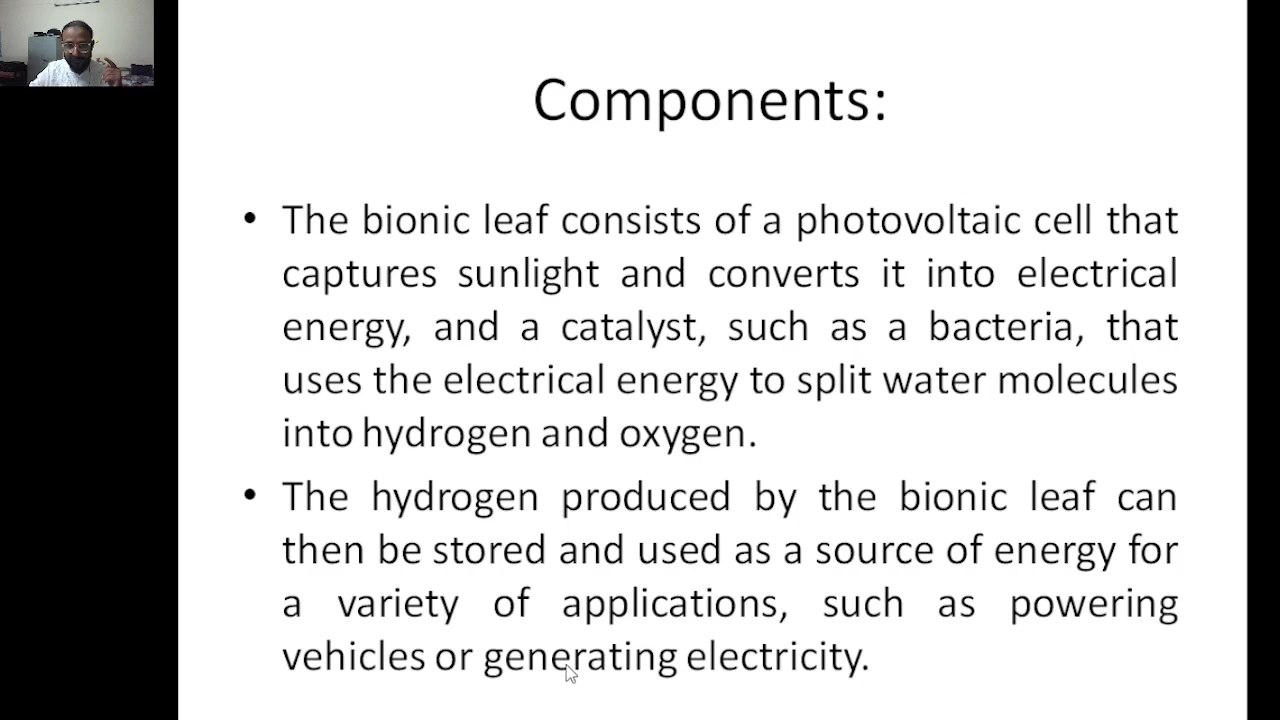 Components:
• The bionic leaf consists of a photovoltaic cell that
captures sunlight and converts it into electrical
energy, and a catalyst, such as a bacteria, that
uses the electrical energy to split water molecules
into hydrogen and oxygen.
• The hydrogen produced by the bionic leaf can
then be stored and used as a source of energy for
a variety of applications, such as powering
vehicles or generating electricity.